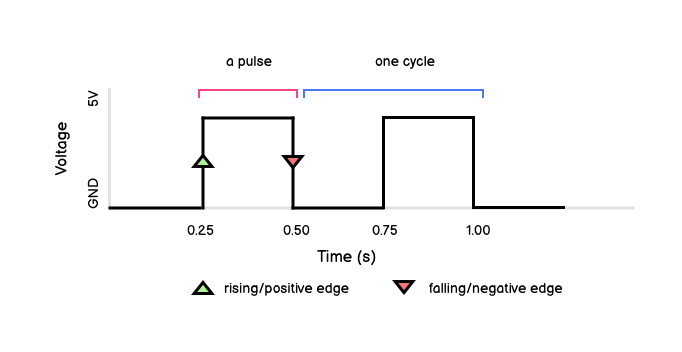 a pulse
one cycle
5V
Voltage
GND
0.25
0.50
0.75
1.00
Time (s)
rising/positive edge
falling/negative edge